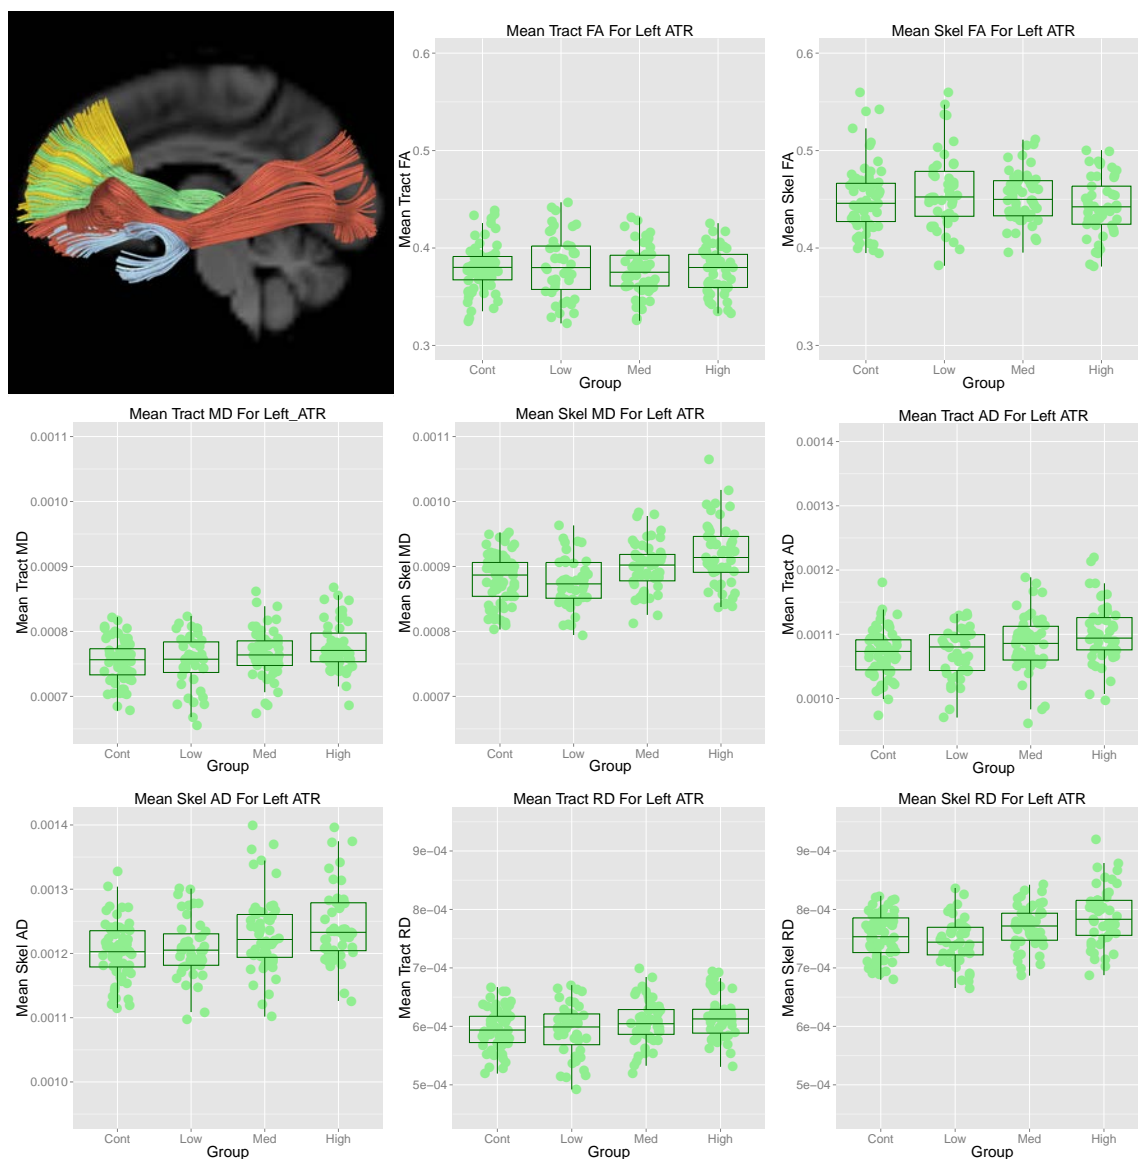 Mean Tract FA For Left ATR
Mean Tract FA
0.6
0.5
0.4
0.3
Cont Low Med High
Group
Mean Skel FA For Left ATR
Mean Skel FA
0.6
0.5
0.4
0.3
Cont Low Med High
Group
Mean Tract MD For Left_ATR
Mean Tract MD
0.0011
0.0010
0.0009
0.0008
0.0007
Cont Low Med High
Group
Mean Skel MD For Left ATR
Mean Skel MD
0.0011
0.0010
0.0009
0.0008
0.0007
Cont Low Med High
Group
Mean Tract AD For Left ATR
Mean Tract AD
0.0014
0.0013
0.0012
0.0011
0.0010
Cont Low Med High
Group
Mean Skel AD For Left ATR
Mean Skel AD
0.0014
0.0013
0.0012
0.0011
0.0010
Cont Low Med High
Group
Mean Tract RD For Left ATR
Mean Tract RD
9e−04
8e−04
7e−04
6e−04
5e−04
Cont Low Med High
Group
Mean Skel RD For Left ATR
Mean Skel RD
9e−04
8e−04
7e−04
6e−04
5e−04
Cont Low Med High
Group